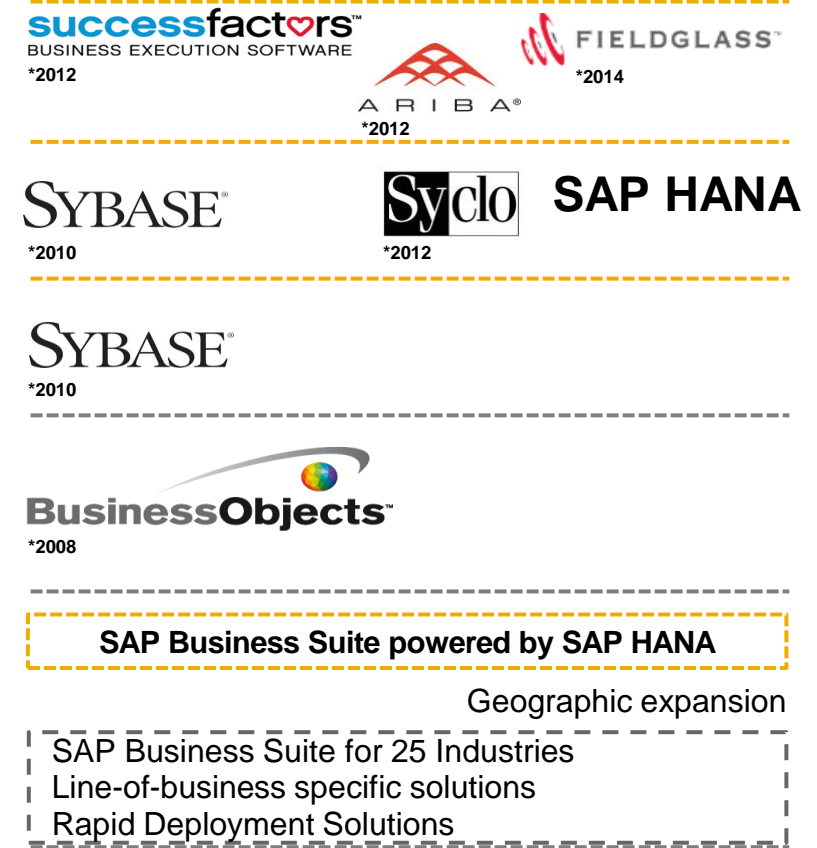 successfactors™
BUSINESS EXECUTION SOFTWARE
*2012
ARIBA®
*2012
FIELDGLASS™
*2014
SYBASE®
*2010
Syclo
*2012
SAP HANA
SYBASE®
*2010
BusinessObjects™
*2008
SAP Business Suite powered by SAP HANA
Geographic expansion
SAP Business Suite for 25 Industries
Line-of-business specific solutions
Rapid Deployment Solutions